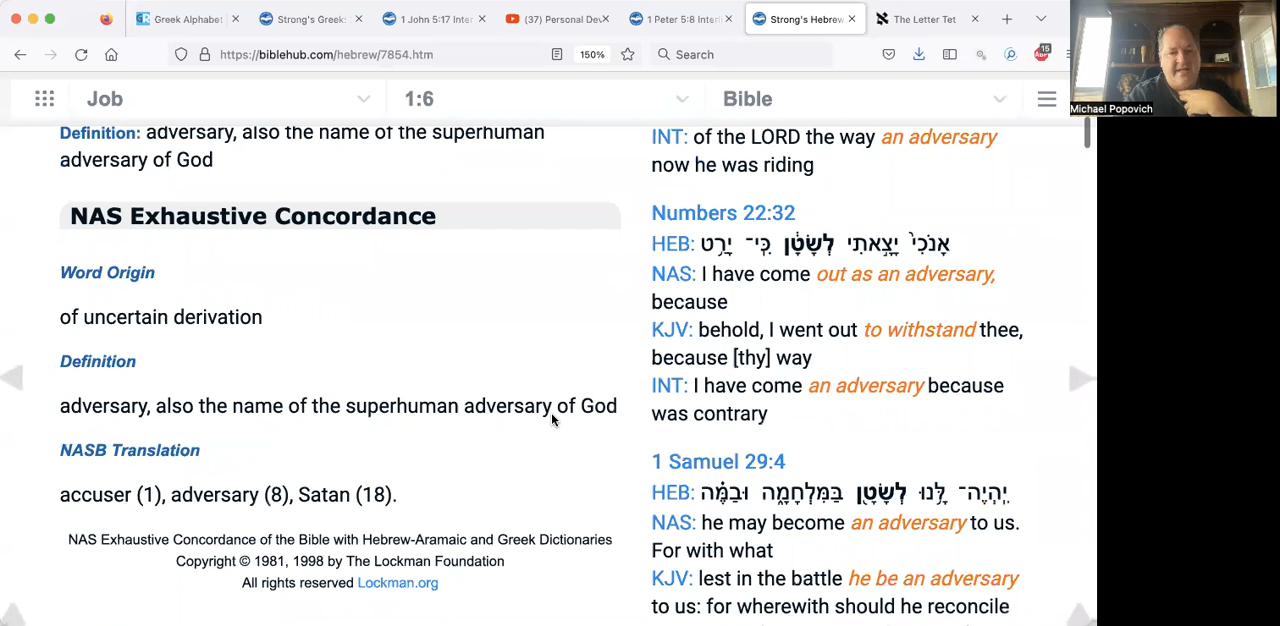 Greek Alphabet
Strong's Greek:
1 John 5:17 Inter
(37) Personal Dev
1 Peter 5:8 Interl
Strong's Hebrew
The Letter Tet
https://biblehub.com/hebrew/7854.htm
150%
Search
15
Michael Popovich
Job
1:6
Bible
Definition: adversary, also the name of the superhuman
adversary of God
NAS Exhaustive Concordance
Word Origin
of uncertain derivation
Definition
adversary, also the name of the superhuman adversary of God
NASB Translation
accuser (1), adversary (8), Satan (18).
NAS Exhaustive Concordance of the Bible with Hebrew-Aramaic and Greek Dictionaries
Copyright © 1981, 1998 by The Lockman Foundation
All rights reserved Lockman.org
INT: of the LORD the way an adversary
now he was riding
Numbers 22:32
HEB: אָנֹכִי֙ יָצָ֣אתִי לְשָׂטָ֔ן כִּֽי־ יָרַ֥ט
NAS: I have come out as an adversary,
because
KJV: behold, I went out to withstand thee,
because [thy] way
INT: I have come an adversary because
was contrary
1 Samuel 29:4
HEB: יִֽהְיֶה־ לָּ֥נוּ לְשָׂטָ֖ן בַּמִּלְחָמָ֑ה וּבַמֶּ֗ה
NAS: he may become an adversary to us.
For with what
KJV: lest in the battle he be an adversary
to us: for wherewith should he reconcile